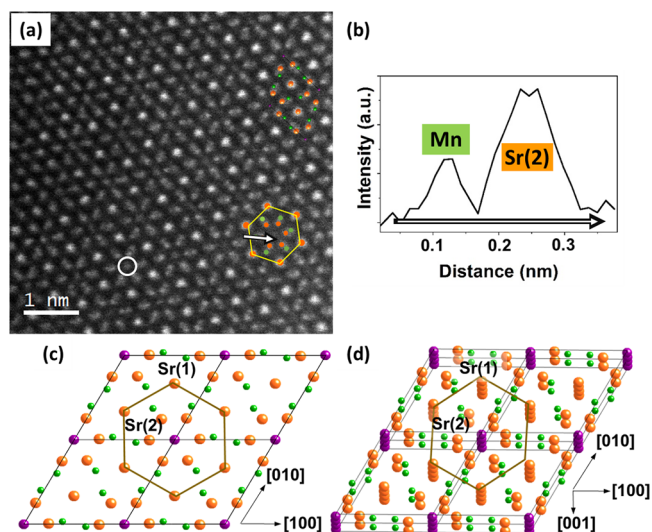 (a)
1 nm
(b)
Intensity (a.u.)
Mn
Sr(2)
0.1
0.2
0.3
Distance (nm)
(c)
Sr(1)
Sr(2)
[010]
[100]
(d)
Sr(1)
Sr(2)
[010]
[100]
[001]